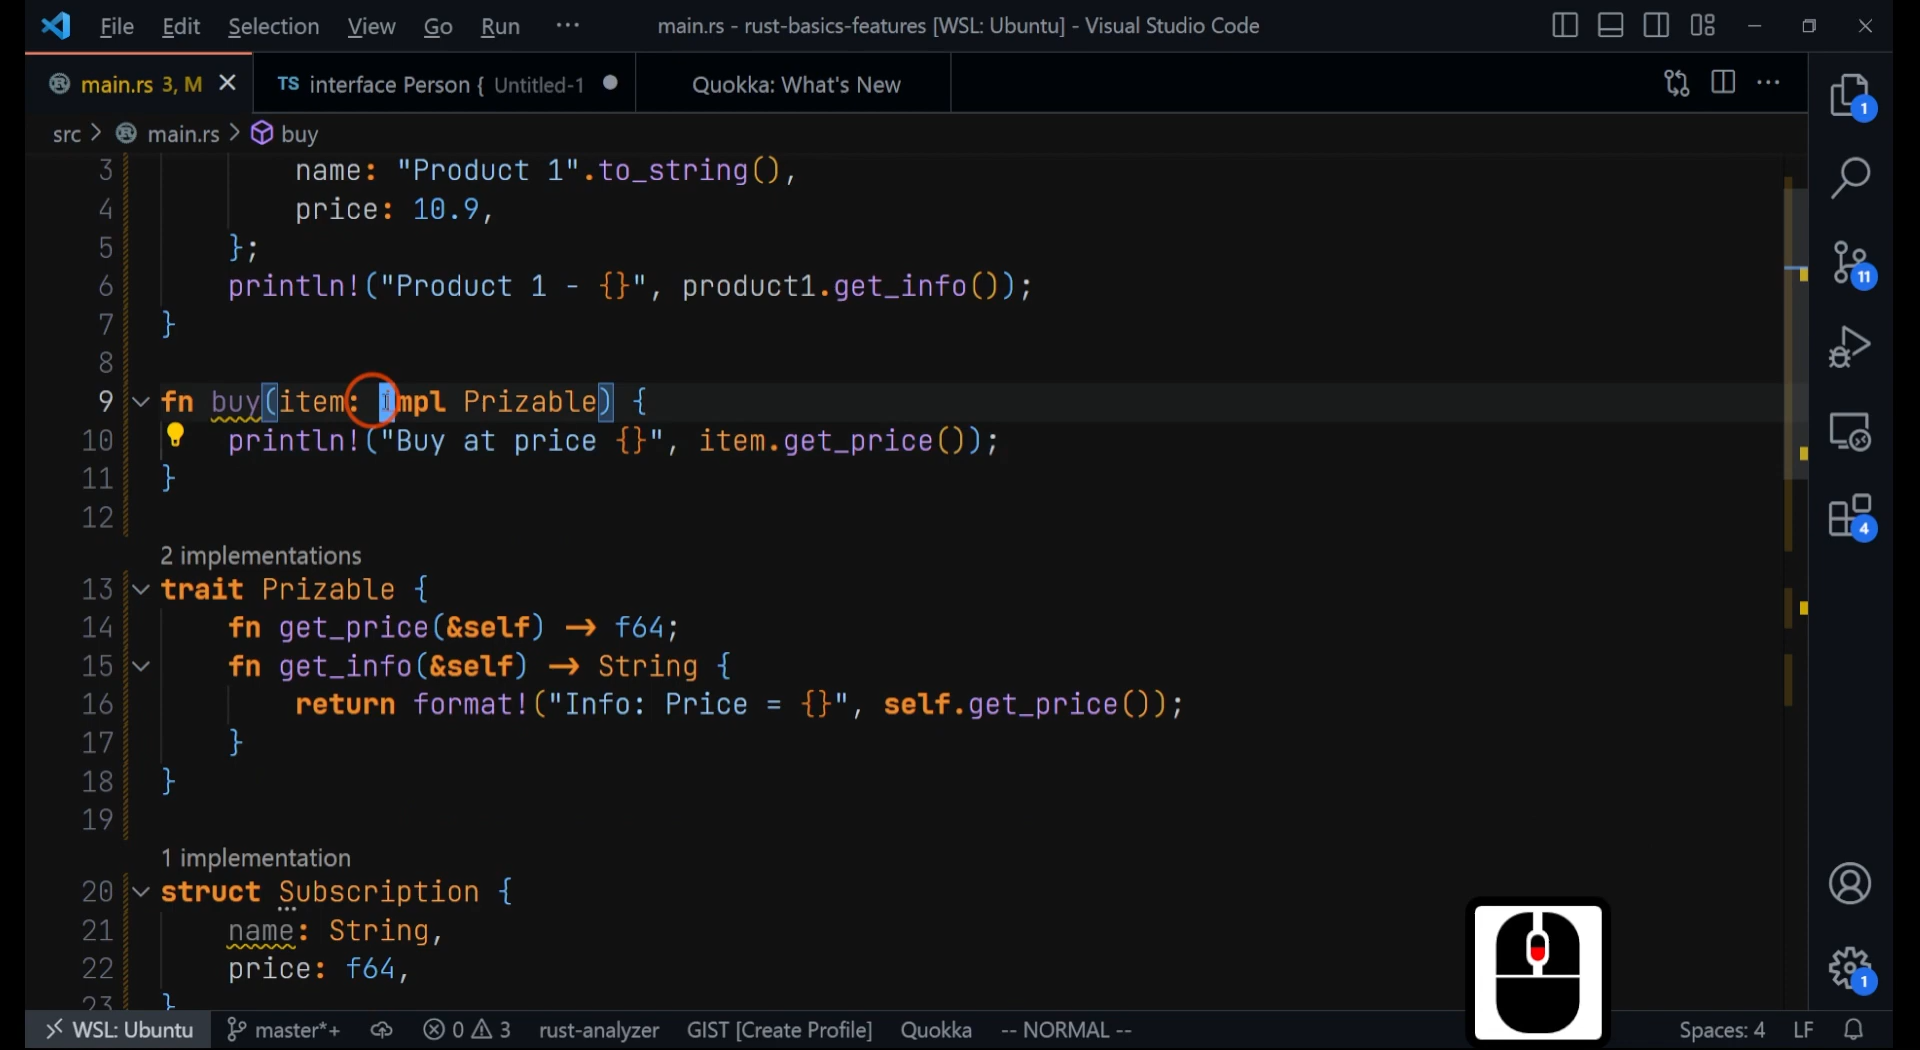 File Edit Selection View Go Run ··· main.rs - rust-basics-features [WSL: Ubuntu] - Visual Studio Code
main.rs 3, M TS interface Person { Untitled-1 Quokka: What's New
src > main.rs > buy
3 name: "Product 1".to_string(),
4 price: 10.9,
5 };
6 println!("Product 1 - {}", product1.get_info());
7 }
8
9 fn buy(item: impl Prizable) {
10 println!("Buy at price {}", item.get_price());
11 }
12
2 implementations
13 trait Prizable {
14 fn get_price(&self) → f64;
15 fn get_info(&self) → String {
16 return format!("Info: Price = {}", self.get_price());
17 }
18 }
19
1 implementation
20 struct Subscription {
21 name: String,
22 price: f64,
23 }
1
11
4
1
WSL: Ubuntu master*+ 0 3 rust-analyzer GIST [Create Profile] Quokka -- NORMAL -- Spaces: 4 LF